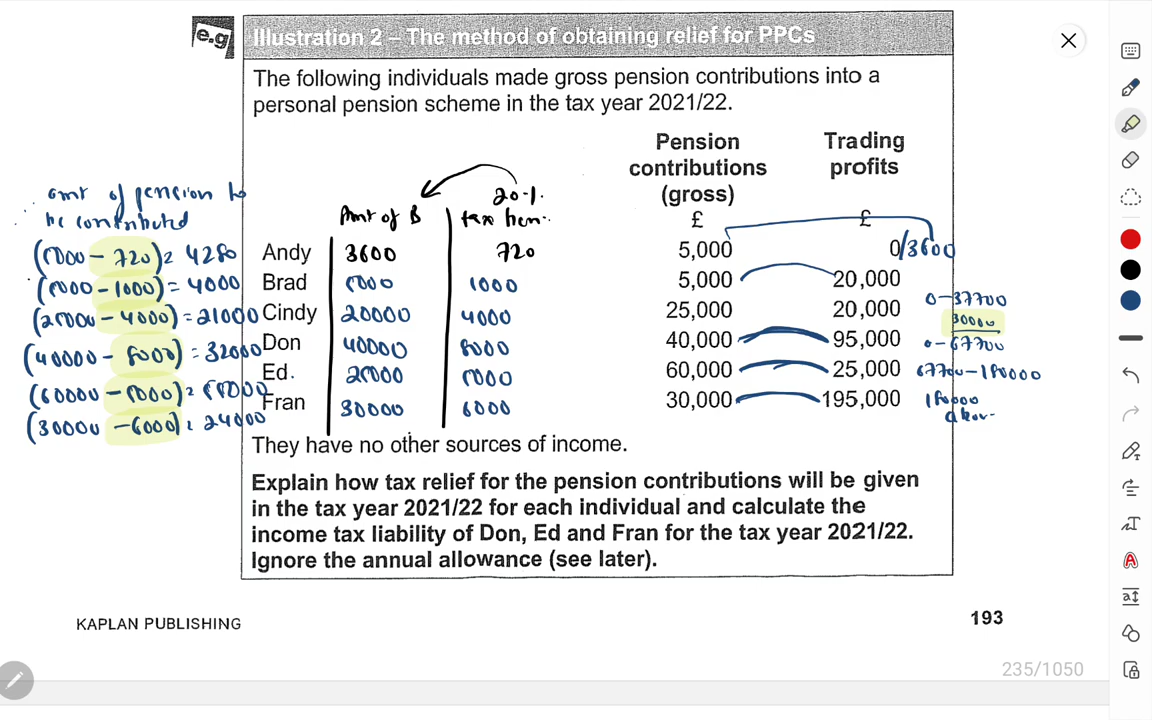 e.g Illustration 2 – The method of obtaining relief for PPCs
The following individuals made gross pension contributions into a
personal pension scheme in the tax year 2021/22.
Pension Trading
contributions profits
(gross)
£ £
amt of pension to
be contributed
Amt of B
20%
tax ben.
(5000 - 720) = 4280 Andy 3600 720 5,000 0/3600
(5000 - 1000) = 4000 Brad 5000 1000 5,000 20,000
(25000 - 4000) = 21000 Cindy 20000 4000 25,000 20,000
(40000 - 8000) = 32000 Don 40000 8000 40,000 95,000
(60000 - 5000) = 55000 Ed. 25000 5000 60,000 25,000
(30000 - 6000) = 24000 Fran 30000 6000 30,000 195,000
0-37700
30000
0-67700
67700-180000
180000
above
They have no other sources of income.
Explain how tax relief for the pension contributions will be given
in the tax year 2021/22 for each individual and calculate the
income tax liability of Don, Ed and Fran for the tax year 2021/22.
Ignore the annual allowance (see later).
KAPLAN PUBLISHING 193
235/1050